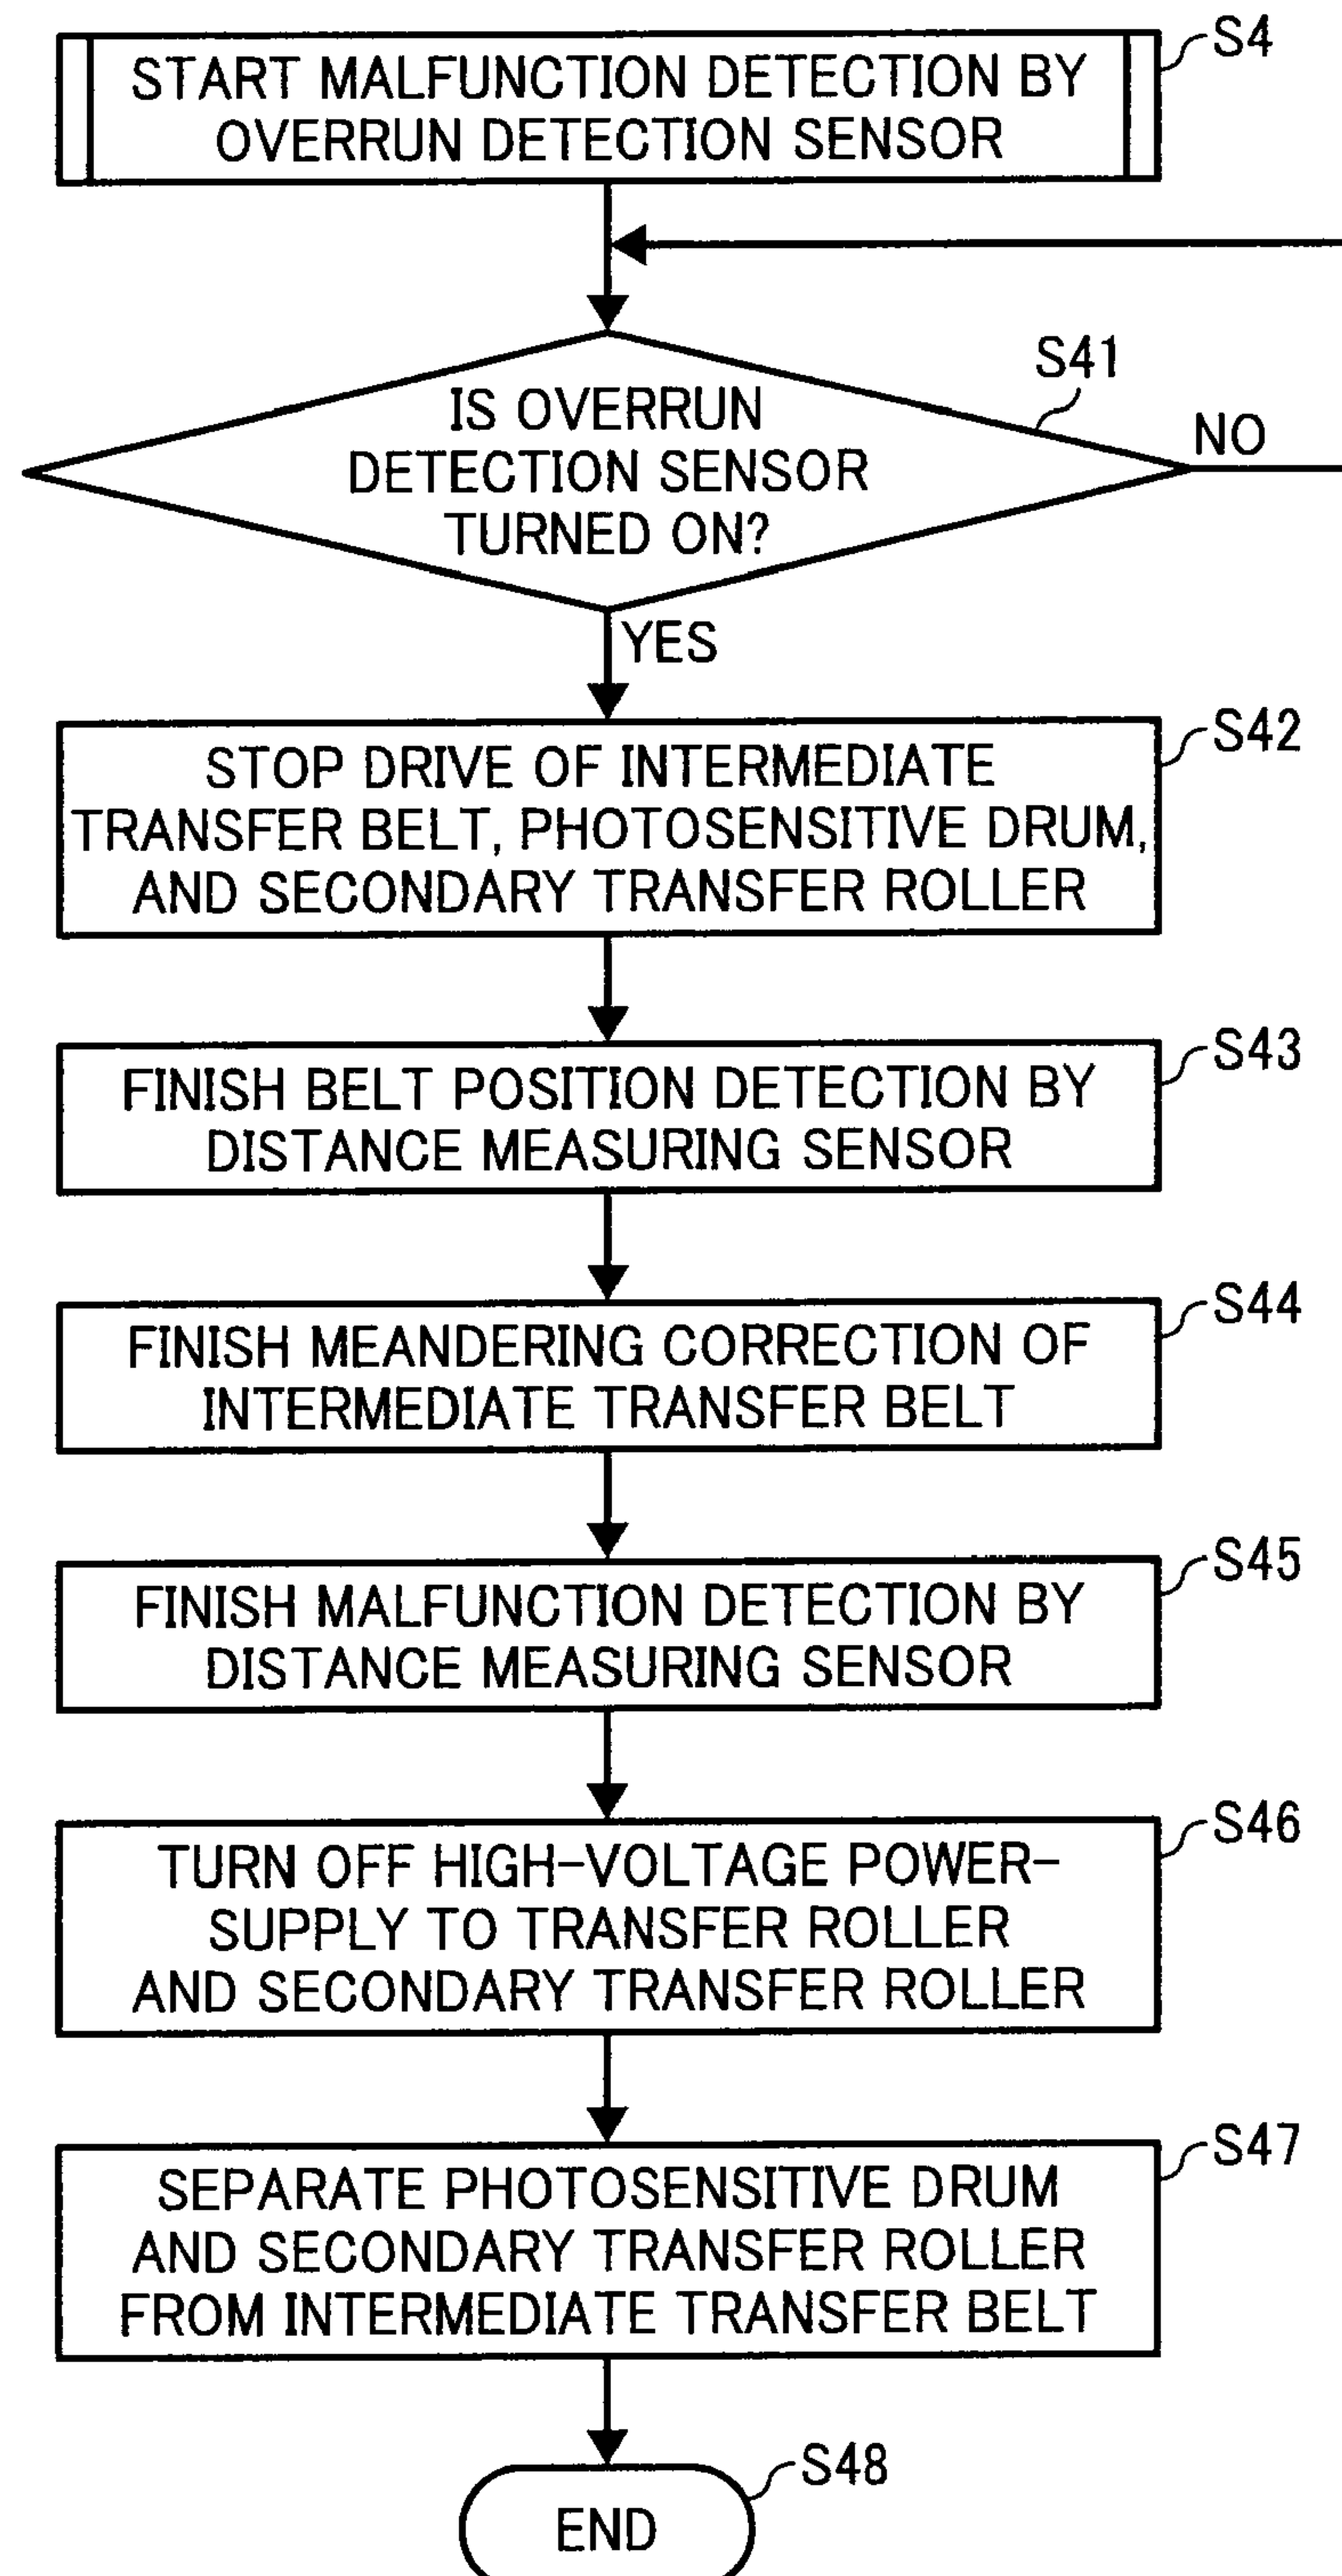 S4
START MALFUNCTION DETECTION BY
OVERRUN DETECTION SENSOR
S41
IS OVERRUN
DETECTION SENSOR
TURNED ON?
NO
YES
S42
STOP DRIVE OF INTERMEDIATE
TRANSFER BELT, PHOTOSENSITIVE DRUM,
AND SECONDARY TRANSFER ROLLER
S43
FINISH BELT POSITION DETECTION BY
DISTANCE MEASURING SENSOR
S44
FINISH MEANDERING CORRECTION OF
INTERMEDIATE TRANSFER BELT
S45
FINISH MALFUNCTION DETECTION BY
DISTANCE MEASURING SENSOR
S46
TURN OFF HIGH-VOLTAGE POWER-
SUPPLY TO TRANSFER ROLLER
AND SECONDARY TRANSFER ROLLER
S47
SEPARATE PHOTOSENSITIVE DRUM
AND SECONDARY TRANSFER ROLLER
FROM INTERMEDIATE TRANSFER BELT
S48
END